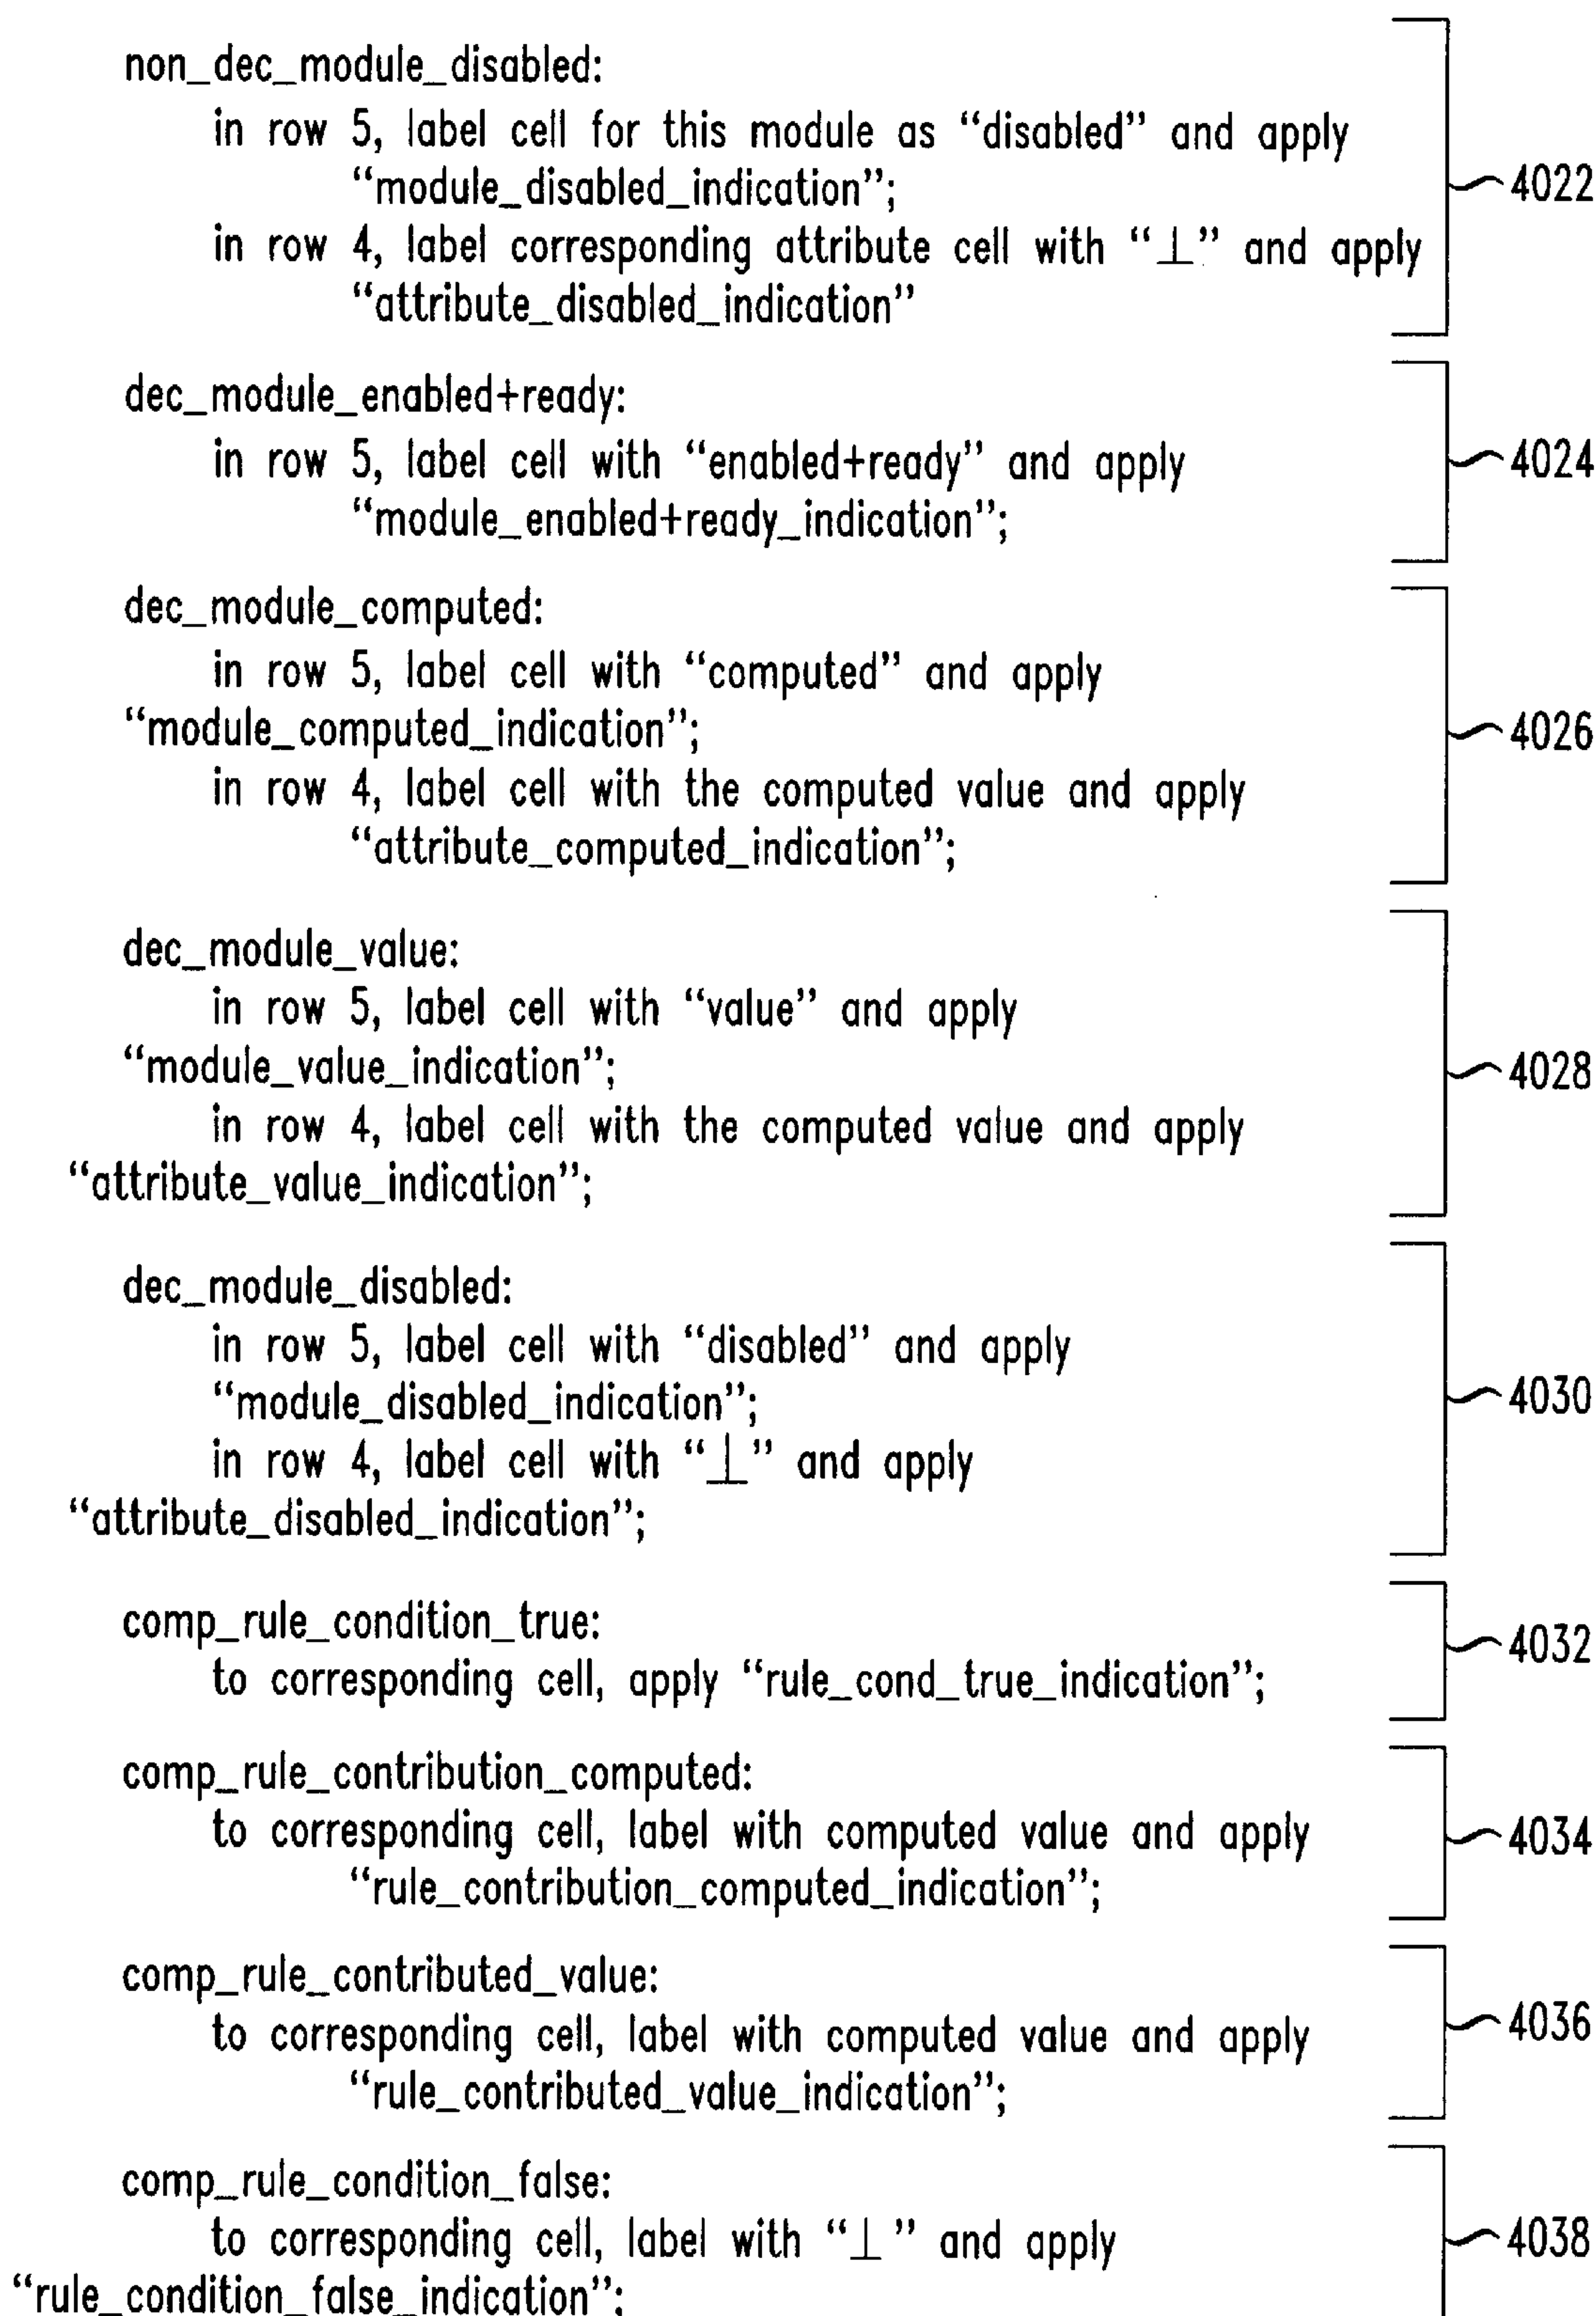 non_dec_module_disabled:
in row 5, label cell for this module as “disabled” and apply
“module_disabled_indication”;
4022
in row 4, label corresponding attribute cell with “⊥” and apply
“attribute_disabled_indication”
dec_module_enabled+ready:
in row 5, label cell with “enabled+ready” and apply
4024
“module_enabled+ready_indication”;
dec_module_computed:
in row 5, label cell with “computed” and apply
“module_computed_indication”;
4026
in row 4, label cell with the computed value and apply
“attribute_computed_indication”;
dec_module_value:
in row 5, label cell with “value” and apply
“module_value_indication”;
4028
in row 4, label cell with the computed value and apply
“attribute_value_indication”;
dec_module_disabled:
in row 5, label cell with “disabled” and apply
“module_disabled_indication”;
4030
in row 4, label cell with “⊥” and apply
“attribute_disabled_indication”;
comp_rule_condition_true:
4032
to corresponding cell, apply “rule_cond_true_indication”;
comp_rule_contribution_computed:
to corresponding cell, label with computed value and apply
4034
“rule_contribution_computed_indication”;
comp_rule_contributed_value:
to corresponding cell, label with computed value and apply
4036
“rule_contributed_value_indication”;
comp_rule_condition_false:
to corresponding cell, label with “⊥” and apply
4038
“rule_condition_false_indication”;